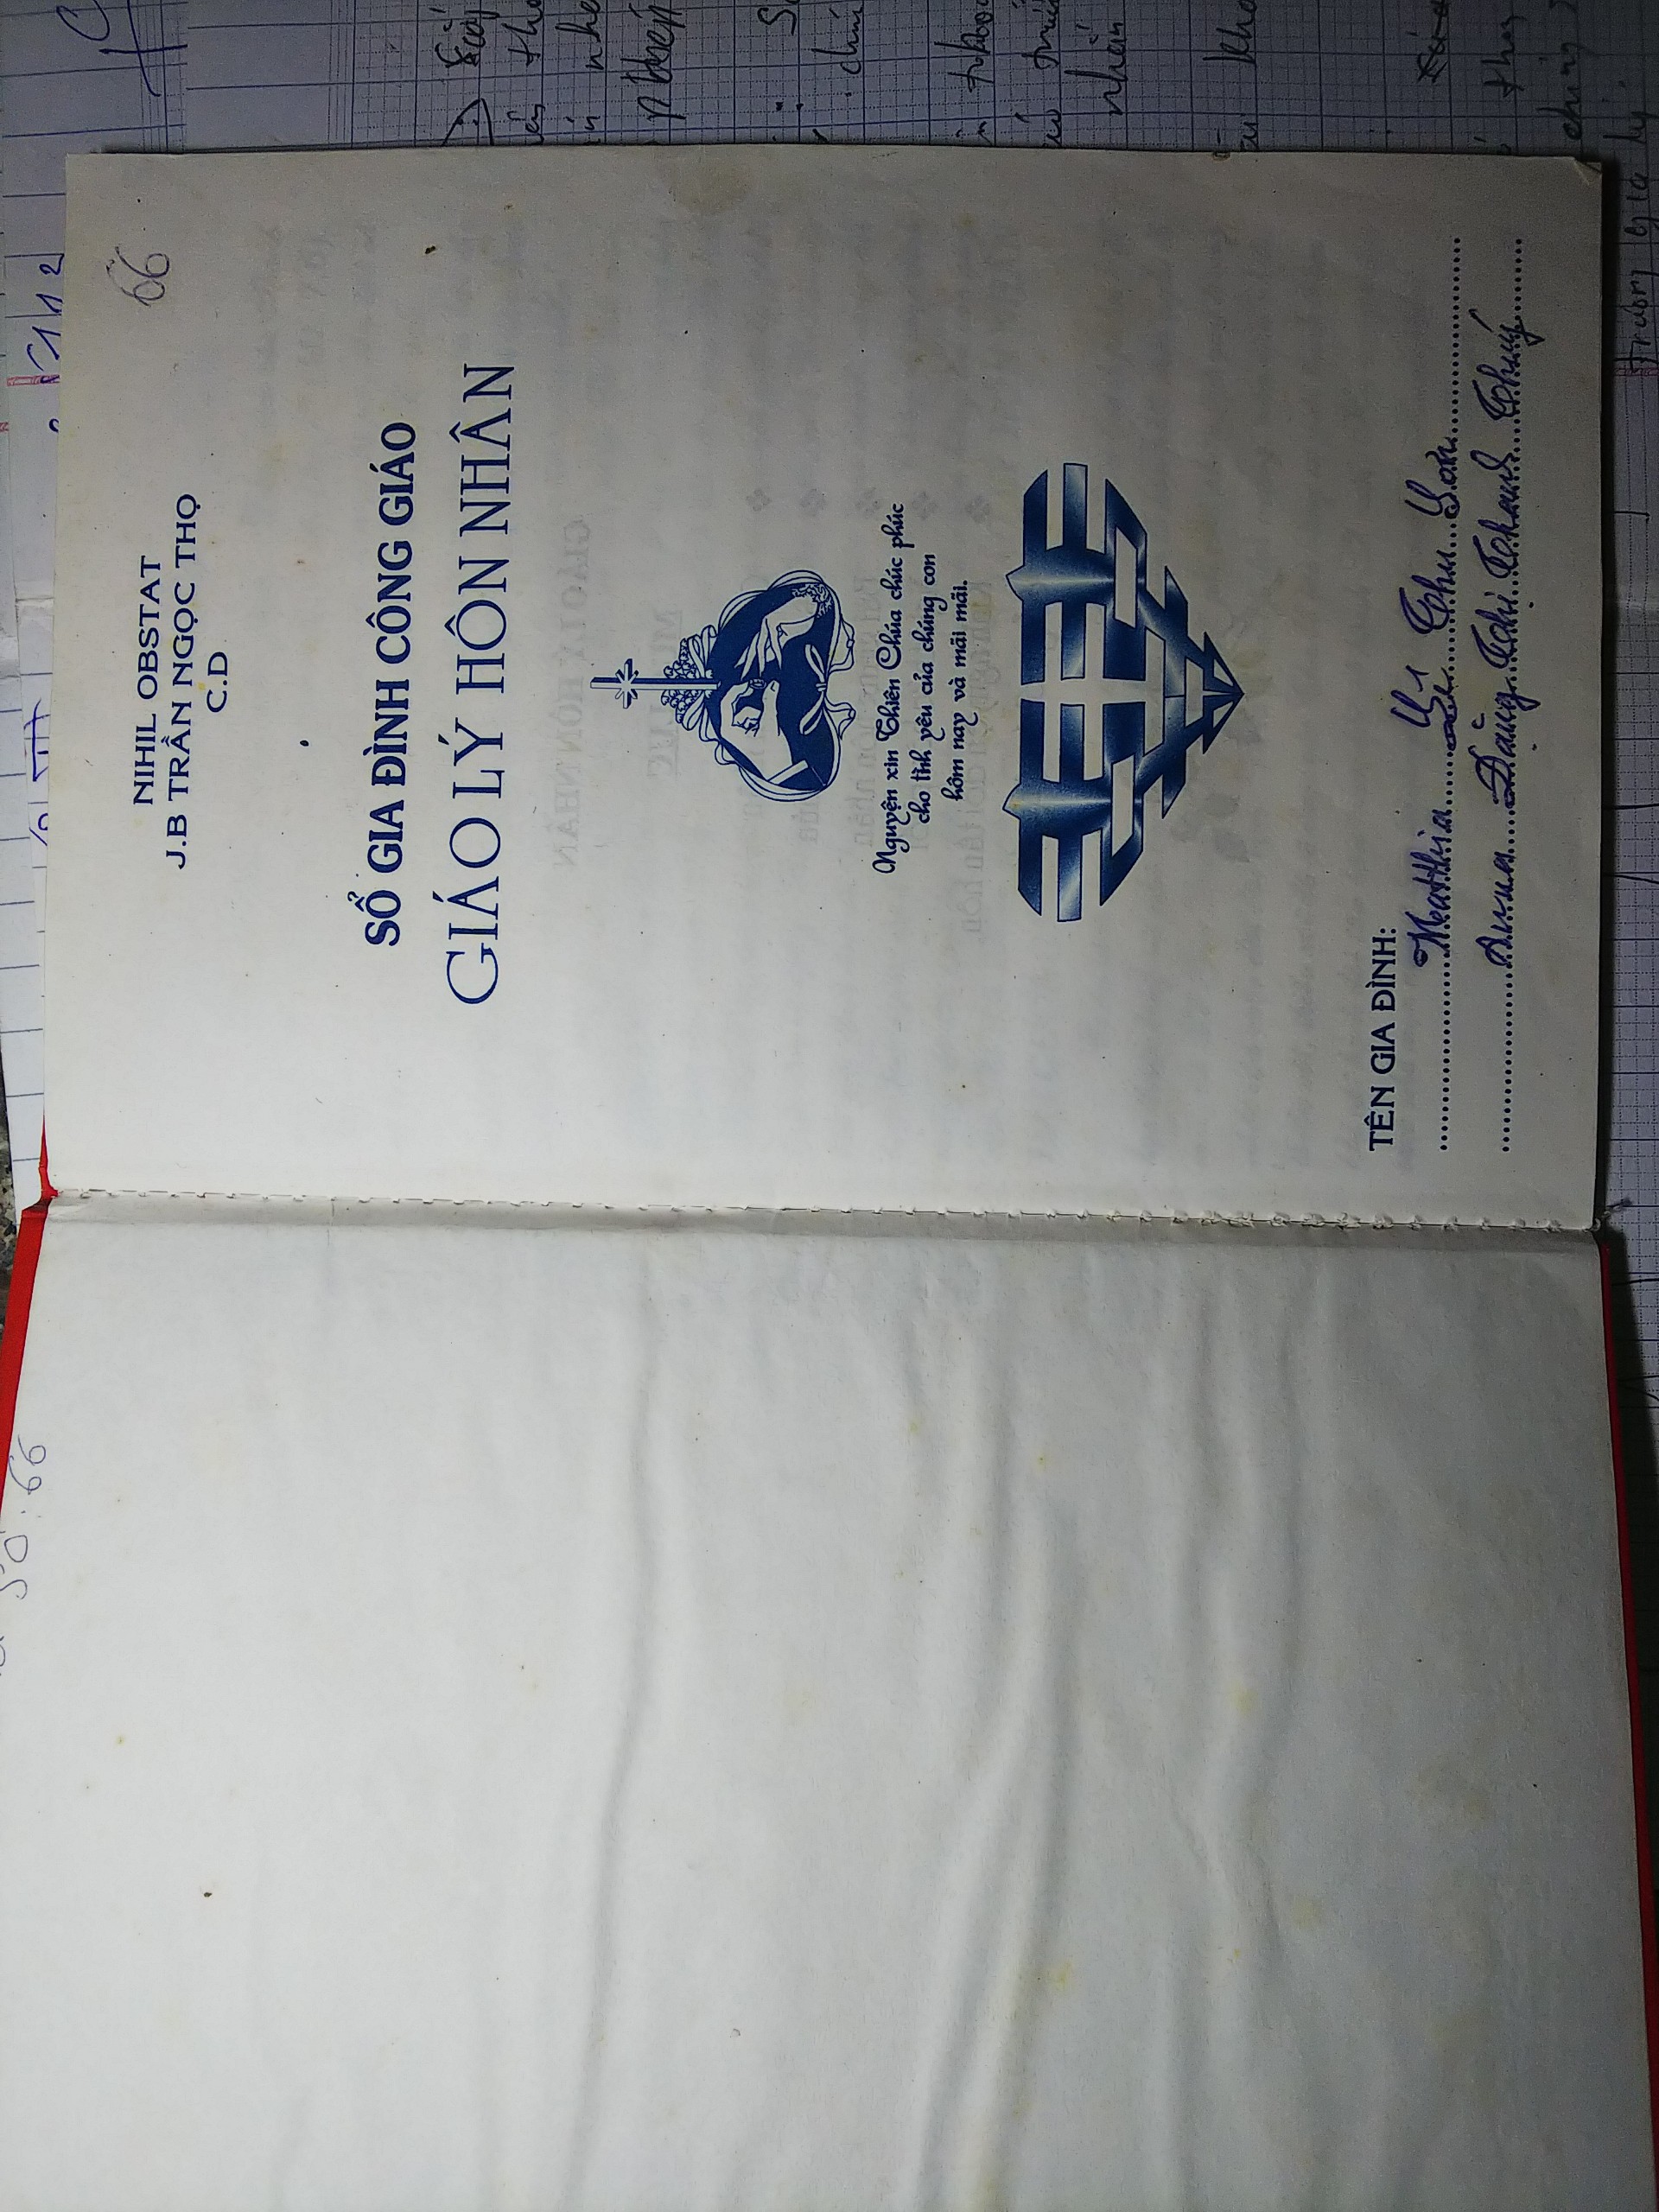 Số: 66
66
NIHIL OBSTAT
J.B TRẦN NGỌC THỌ
C.D
SỔ GIA ĐÌNH CÔNG GIÁO
GIÁO LÝ HÔN NHÂN
Nguyện xin Thiên Chúa chúc phúc
cho tình yêu của chúng con
hôm nay và mãi mãi.
TÊN GIA ĐÌNH:
Matthia Lê Thu Sơn
Anna Đặng Thị Thanh Thuý